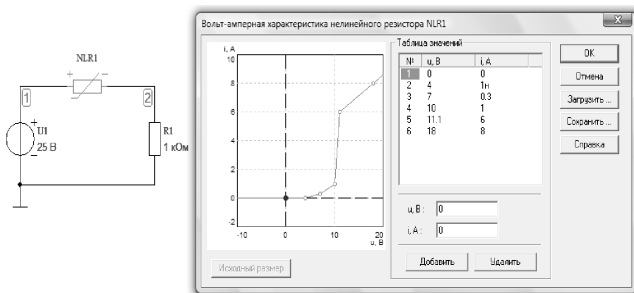 Вольт-амперная характеристика нелинейного резистора NLR1
NLR1
1
2
U1
25 В
R1
1 кОм
i, A
10
8
6
4
2
0
-2
-10
0
10
20
u, В
Исходный размер
Таблица значений
№ u, В i, А
1 0 0
2 4 1н
3 7 0.3
4 10 1
5 11.1 6
6 18 8
u, В : 0
i, А : 0
Добавить Удалить
OK
Отмена
Загрузить ...
Сохранить ...
Справка